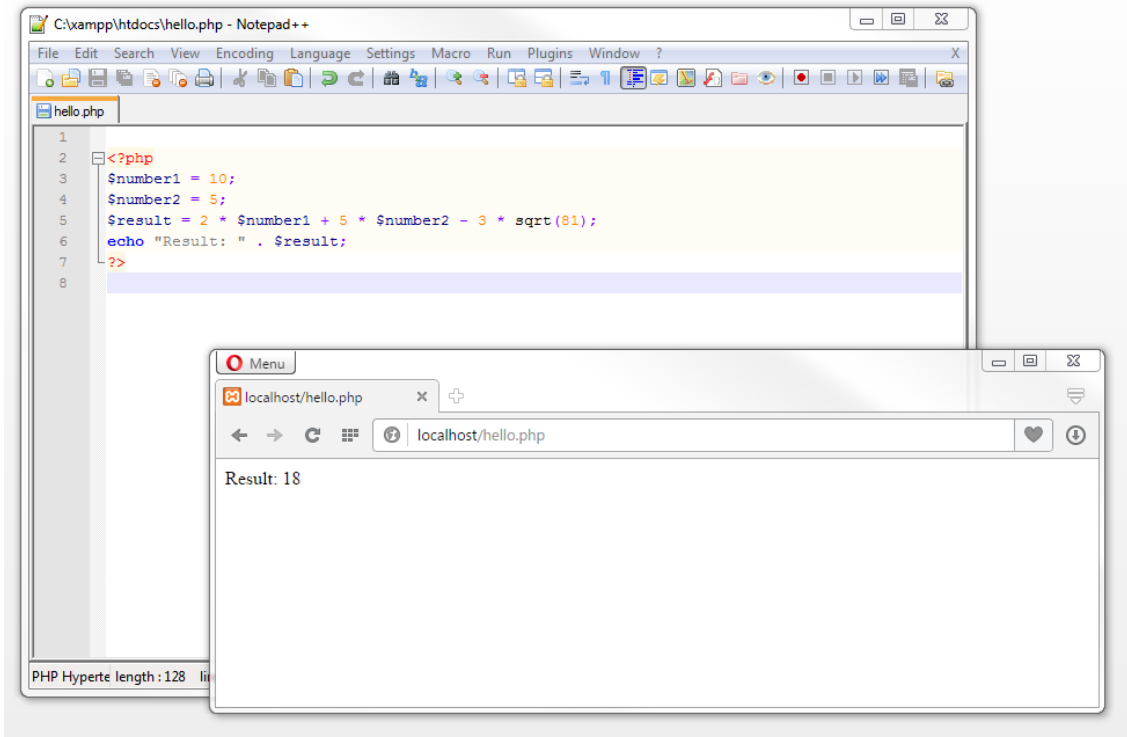 C:\xampp\htdocs\hello.php - Notepad++
File Edit Search View Encoding Language Settings Macro Run Plugins Window ? X
hello.php
1
2 <?php
3 $number1 = 10;
4 $number2 = 5;
5 $result = 2 * $number1 + 5 * $number2 - 3 * sqrt(81);
6 echo "Result: " . $result;
7 ?>
8
Menu
localhost/hello.php
localhost/hello.php
Result: 18
PHP Hyperte length : 128